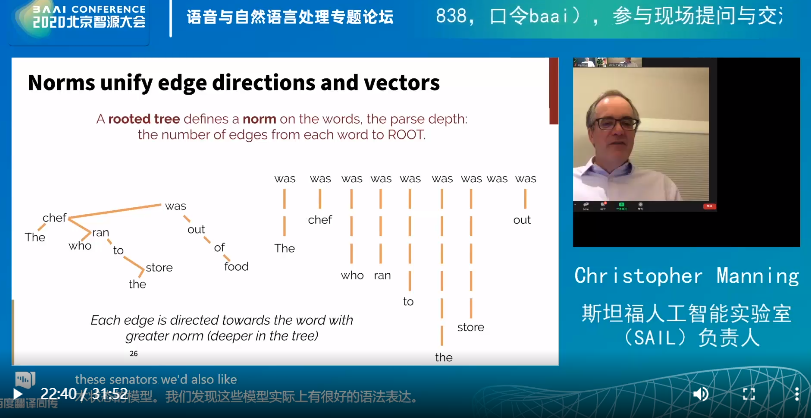 BAAI CONFERENCE
2020北京智源大会
语音与自然语言处理专题论坛
838，口令baai），参与现场提问与交流
Norms unify edge directions and vectors
A rooted tree defines a norm on the words, the parse depth:
the number of edges from each word to ROOT.
was was was was was was was was was
was
chef
The
ran
who
to
out
of
store
food
the
chef
out
The
who ran
to
store
the
Each edge is directed towards the word with
greater norm (deeper in the tree)
26
Christopher Manning
斯坦福人工智能实验室
（SAIL）负责人
these senators we'd also like
模型。我们发现这些模型实际上有很好的语法表达。
22:40 / 31:52